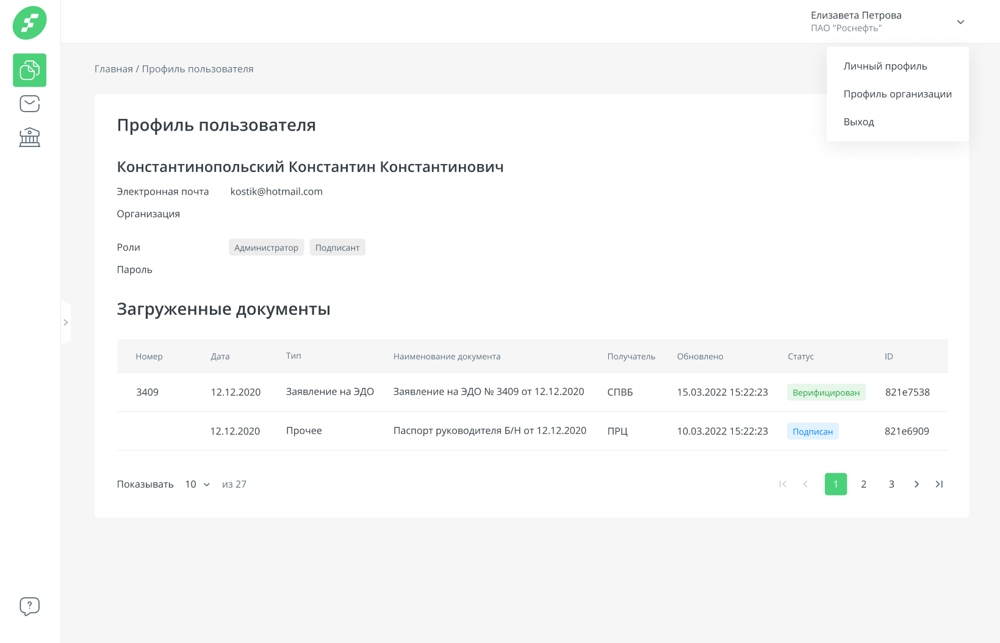 Елизавета Петрова
ПАО "Роснефть"
Личный профиль
Профиль организации
Выход
Главная / Профиль пользователя
Профиль пользователя
Константинопольский Константин Константинович
Электронная почта kostik@hotmail.com
Организация
Роли Администратор Подписант
Пароль
Загруженные документы
Номер Дата Тип Наименование документа Получатель Обновлено Статус ID
3409 12.12.2020 Заявление на ЭДО Заявление на ЭДО № 3409 от 12.12.2020 СПВБ 15.03.2022 15:22:23 Верифицирован 821e7538
12.12.2020 Прочее Паспорт руководителя Б/Н от 12.12.2020 ПРЦ 10.03.2022 15:22:23 Подписан 821e6909
Показывать 10 из 27 1 2 3